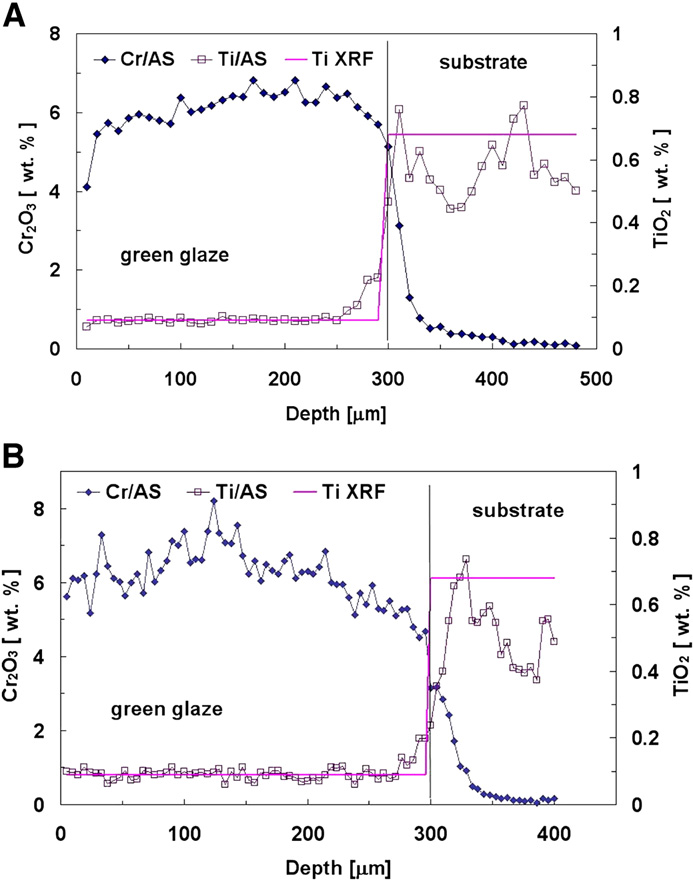 A
8 1
Cr/AS Ti/AS Ti XRF substrate
6 0.8
0.6
4
0.4
2 0.2
0 0
green glaze
Cr₂O₃ [ wt. % ]
TiO₂ [ wt. % ]
0 100 200 300 400 500
Depth [μm]
B
1
8 Cr/AS Ti/AS Ti XRF substrate
0.8
6
0.6
4
0.4
2 0.2
0 0
green glaze
Cr₂O₃ [ wt. % ]
TiO₂ [ wt. % ]
0 100 200 300 400
Depth [μm]